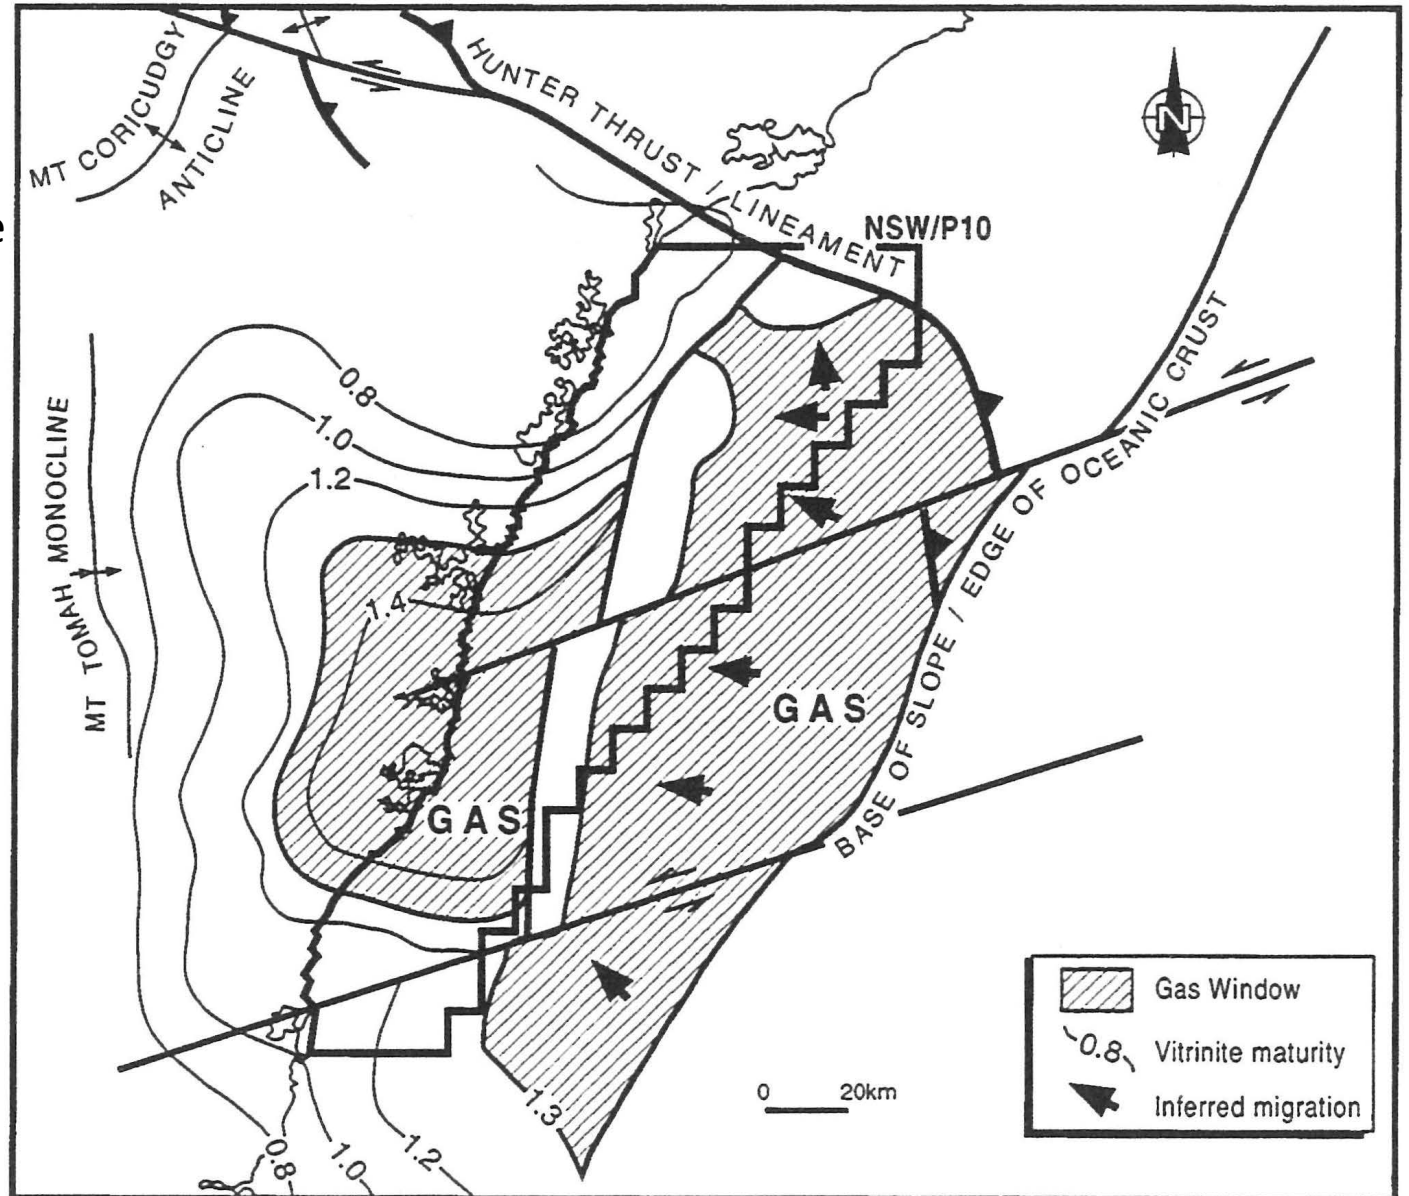 MT CORICUDGY
ANTICLINE
HUNTER THRUST / LINEAMENT
N
NSW/P10
MT TOMAH MONOCLINE
0.8
1.0
1.2
1.4
GAS
GAS
BASE OF SLOPE / EDGE OF OCEANIC CRUST
1.3
0.8
1.0
1.2
0 20km
Gas Window
0.8 Vitrinite maturity
Inferred migration